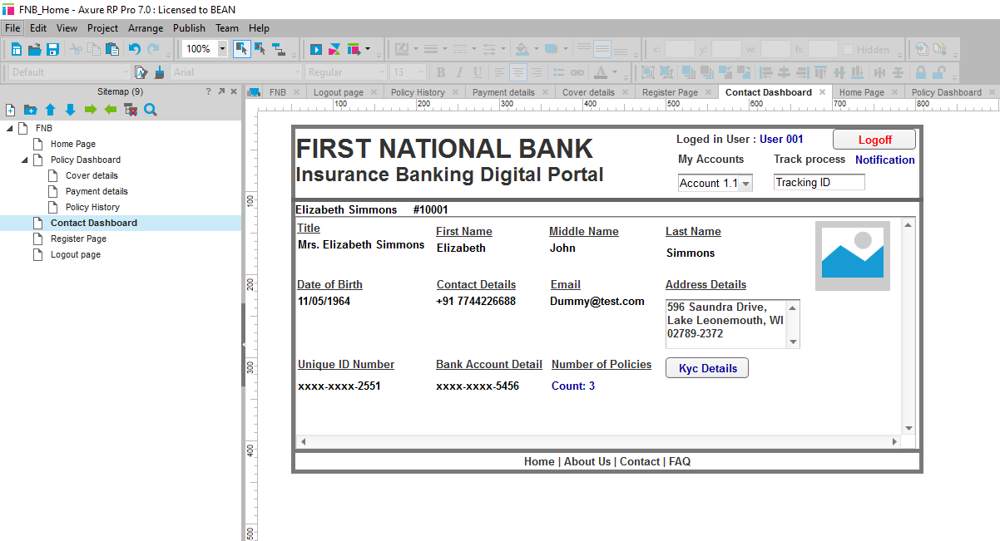 FNB_Home - Axure RP Pro 7.0 : Licensed to BEAN
File Edit View Project Arrange Publish Team Help
100% x: y: w: h: Hidden
Default Arial Regular 13 B I U A
Sitemap (9) ?
FNB Logout page Policy History Payment details Cover details Register Page Contact Dashboard Home Page Policy Dashboard
100 200 300 400 500 600 700 800
FNB
Home Page
Policy Dashboard
Cover details
Payment details
Policy History
Contact Dashboard
Register Page
Logout page
100
200
300
400
500
FIRST NATIONAL BANK
Insurance Banking Digital Portal
Loged in User : User 001 Logoff
My Accounts Track process Notification
Account 1.1 Tracking ID
Elizabeth Simmons #10001
Title First Name Middle Name Last Name
Mrs. Elizabeth Simmons Elizabeth John Simmons
Date of Birth Contact Details Email Address Details
11/05/1964 +91 7744226688 Dummy@test.com
596 Saundra Drive,
Lake Leonemouth, WI
02789-2372
Unique ID Number Bank Account Detail Number of Policies Kyc Details
xxxx-xxxx-2551 xxxx-xxxx-5456 Count: 3
Home | About Us | Contact | FAQ